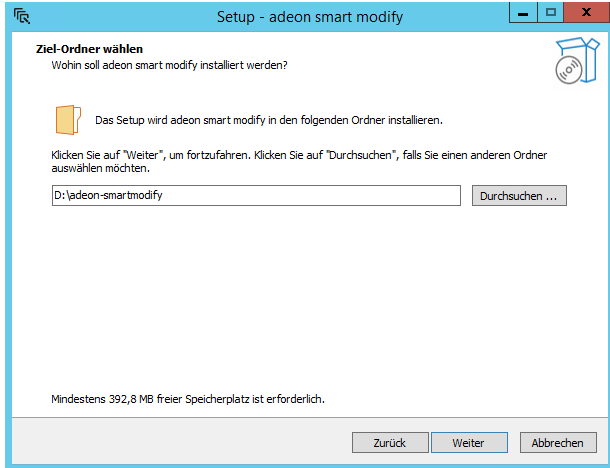 Setup - adeon smart modify
Ziel-Ordner wählen
Wohin soll adeon smart modify installiert werden?
Das Setup wird adeon smart modify in den folgenden Ordner installieren.
Klicken Sie auf "Weiter", um fortzufahren. Klicken Sie auf "Durchsuchen", falls Sie einen anderen Ordner
auswählen möchten.
D:\adeon-smartmodify
Durchsuchen ...
Mindestens 392,8 MB freier Speicherplatz ist erforderlich.
Zurück Weiter Abbrechen